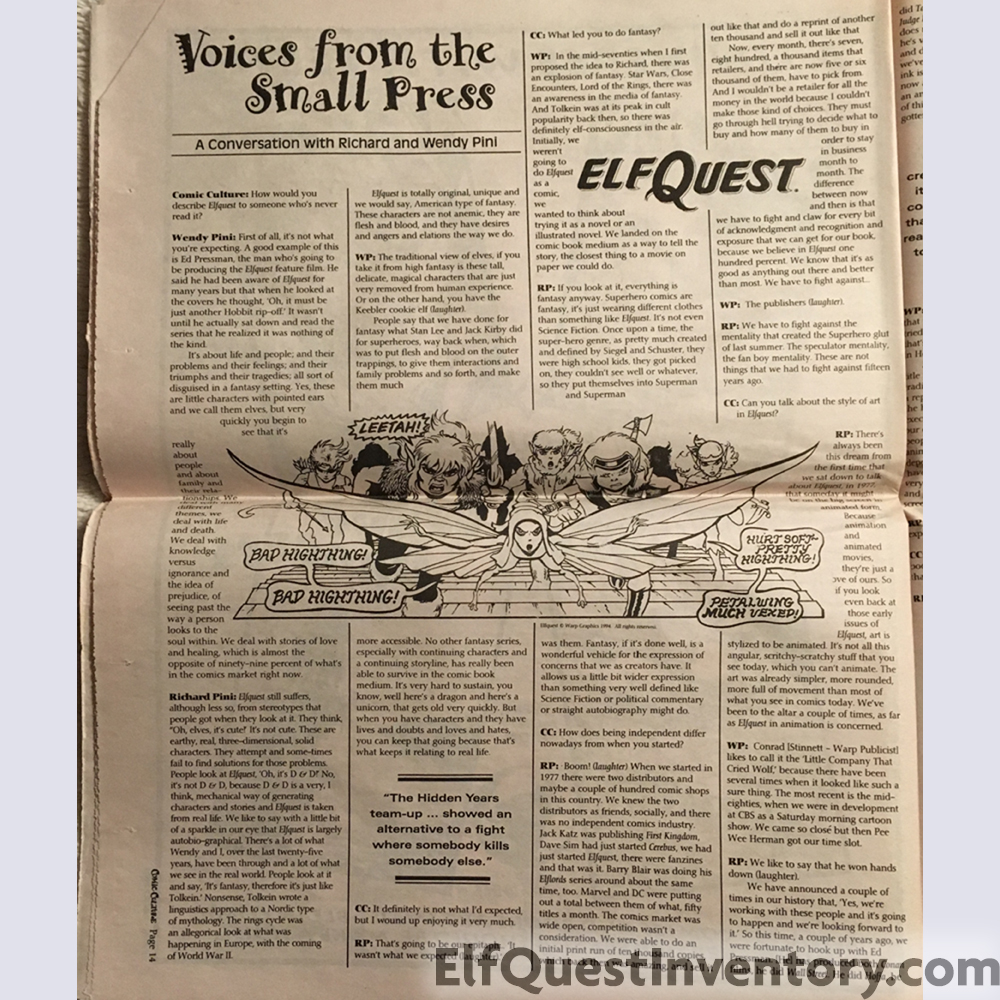 Voices from the
Small Press
A Conversation with Richard and Wendy Pini
Comic Culture: How would you
describe Elfquest to someone who's never
read it?
Wendy Pini: First of all, it's not what
you're expecting. A good example of this
is Ed Pressman, the man who's going to
be producing the Elfquest feature film. He
said he had been aware of Elfquest for
many years but that when he looked at
the covers he thought, 'Oh, it must be
just another Hobbit rip-off.' It wasn't
until he actually sat down and read the
series that he realized it was nothing of
the kind.
It's about life and people; and their
problems and their feelings; and their
triumphs and their tragedies; all sort of
disguised in a fantasy setting. Yes, these
are little characters with pointed ears
and we call them elves, but very
quickly you begin to
see that it's
really
about
people
and about
family and
their rela-
tionships. We
different
themes, we
deal with life
and death.
We deal with
knowledge
versus
ignorance and
the idea of
prejudice, of
seeing past the
way a person
looks to the
soul within. We deal with stories of love
and healing, which is almost the
opposite of ninety-nine percent of what's
in the comics market right now.
Richard Pini: Elfquest still suffers,
although less so, from stereotypes that
people got when they look at it. They think,
"Oh, elves, it's cute!' It's not cute. These are
earthy, real, three-dimensional, solid
characters. They attempt and some-times
fail to find solutions for those problems.
People look at Elfquest, 'Oh, it's D & D!' No,
it's not D & D, because D & D is a very, I
think, mechanical way of generating
characters and stories and Elfquest is taken
from real life. We like to say with a little bit
of a sparkle in our eye that Elfquest is largely
autobio-graphical. There's a lot of what
Wendy and I, over the last twenty-five
years, have been through and a lot of what
we see in the real world. People look at it
and say, 'It's fantasy, therefore it's just like
Tolkein.' Nonsense, Tolkein wrote a
linguistics approach to a Nordic type
of mythology. The rings cycle was
an allegorical look at what was
happening in Europe, with the coming
of World War II.
Elfquest is totally original, unique and
we would say, American type of fantasy.
These characters are not anemic, they are
flesh and blood, and they have desires
and angers and elations the way we do.
WP: The traditional view of elves, if you
take it from high fantasy is these tall,
delicate, magical characters that are just
very removed from human experience.
Or on the other hand, you have the
Keebler cookie elf (laughter).
People say that we have done for
fantasy what Stan Lee and Jack Kirby did
for superheroes, way back when, which
was to put flesh and blood on the outer
trappings, to give them interactions and
family problems and so forth, and make
them much
more accessible. No other fantasy series,
especially with continuing characters and
a continuing storyline, has really been
able to survive in the comic book
medium. It's very hard to sustain, you
know, well here's a dragon and here's a
unicorn, that gets old very quickly. But
when you have characters and they have
lives and doubts and loves and hates,
you can keep that going because that's
what keeps it relating to real life.
"The Hidden Years
team-up ... showed an
alternative to a fight
where somebody kills
somebody else."
CC: It definitely is not what I'd expected,
but I wound up enjoying it very much.
RP: That's going to be our epitaph, 'It
wasn't what we expected (laughter)
CC: What led you to do fantasy?
WP: In the mid-seventies when I first
proposed the idea to Richard, there was
an explosion of fantasy. Star Wars, Close
Encounters, Lord of the Rings, there was
an awareness in the media of fantasy.
And Tolkein was at its peak in cult
popularity back then, so there was
definitely elf-consciousness in the air.
Initially, we
weren't
going to
do Elfquest
as a
comic,
we
wanted to think about
trying it as a novel or an
illustrated novel. We landed on the
comic book medium as a way to tell the
story, the closest thing to a movie on
paper we could do.
RP: If you look at it, everything is
fantasy anyway. Superhero comics are
fantasy, it's just wearing different clothes
than something like Elfquest. It's not even
Science Fiction. Once upon a time, the
super-hero genre, as pretty much created
and defined by Siegel and Schuster, they
were high school kids, they got picked
on, they couldn't see well or whatever,
so they put themselves into Superman
and Superman
was them. Fantasy, if it's done well, is a
wonderful vehicle for the expression of
concerns that we as creators have. It
allows us a little bit wider expression
than something very well defined like
Science Fiction or political commentary
or straight autobiography might do.
CC: How does being independent differ
nowadays from when you started?
RP: Boom! (laughter) When we started in
1977 there were two distributors and
maybe a couple hundred comic shops
in this country. We knew the two
distributors as friends, socially, and there
was no independent comics industry.
Jack Katz was publishing First Kingdom,
Dave Sim had just started Cerebus, we had
just started Elfquest, there were fanzines
and that was it. Barry Blair was doing his
Elflords series around about the same
time, too. Marvel and DC were putting
out a total between them of what, fifty
titles a month. The comics market was
wide open, competition wasn't a
consideration. We were able to do an
initial print run of ten thousand copies
out like that and do a reprint of another
ten thousand and sell it out like that
Now, every month, there's seven,
eight hundred, a thousand items that
retailers, and there are now five or six
thousand of them, have to pick from
And I wouldn't be a retailer for all the
money in the world because I couldn't
make those kind of choices. They must
go through hell trying to decide what to
buy and how many of them to buy in
order to stay
in business
month to
month. The
difference
between now
and then is that
we have to fight and claw for every bit
of acknowledgment and recognition and
exposure that we can get for our book,
because we believe in Elfquest one
hundred percent. We know that it's as
good as anything out there and better
than most. We have to fight against...
WP: The publishers (laughter).
RP: We have to fight against the
mentality that created the Superhero glut
of last summer. The speculator mentality,
the fan boy mentality. These are not
things that we had to fight against fifteen
years ago.
CC: Can you talk about the style of art
in Elfquest?
RP: There's
always been
this dream from
the first time that
we sat down to talk
about Elfquest, in 1977,
that someday it might
be on the big screen in
animated form.
Because
animation
and
animated
movies,
they're just a
love of ours. So
if you look
even back at
those early
issues of
Elfquest, art is
stylized to be animated. It's not all this
angular, scritchy-scratchy stuff that you
see today, which you can't animate. The
art was already simpler, more rounded,
more full of movement than most of
what you see in comics today. We've
been to the altar a couple of times, as far
as Elfquest in animation is concerned.
WP: Conrad [Stinnett - Warp Publicist]
likes to call it the 'Little Company That
Cried Wolf,' because there have been
several times when it looked like such a
sure thing. The most recent is the mid-
eighties, when we were in development
at CBS as a Saturday morning cartoon
show. We came so close but then Pee
Wee Herman got our time slot.
RP: We like to say that he won hands
down (laughter).
We have announced a couple of
times in our history that, 'Yes, we're
working with these people and it's going
to happen and we're looking forward to
it.' So this time, a couple of years ago, we
were fortunate to hook up with Ed
ELFQUEST
LEETAH!
BAD HIGHTHING!
BAD HIGHTHING!
HURT SOFT-
PRETTY
HIGHTHING!
PETALWING
MUCH VEXED!
Elfquest © Warp Graphics 1994. All rights reserved.
Comic Culture Page 14
ElfQuestInventory.com